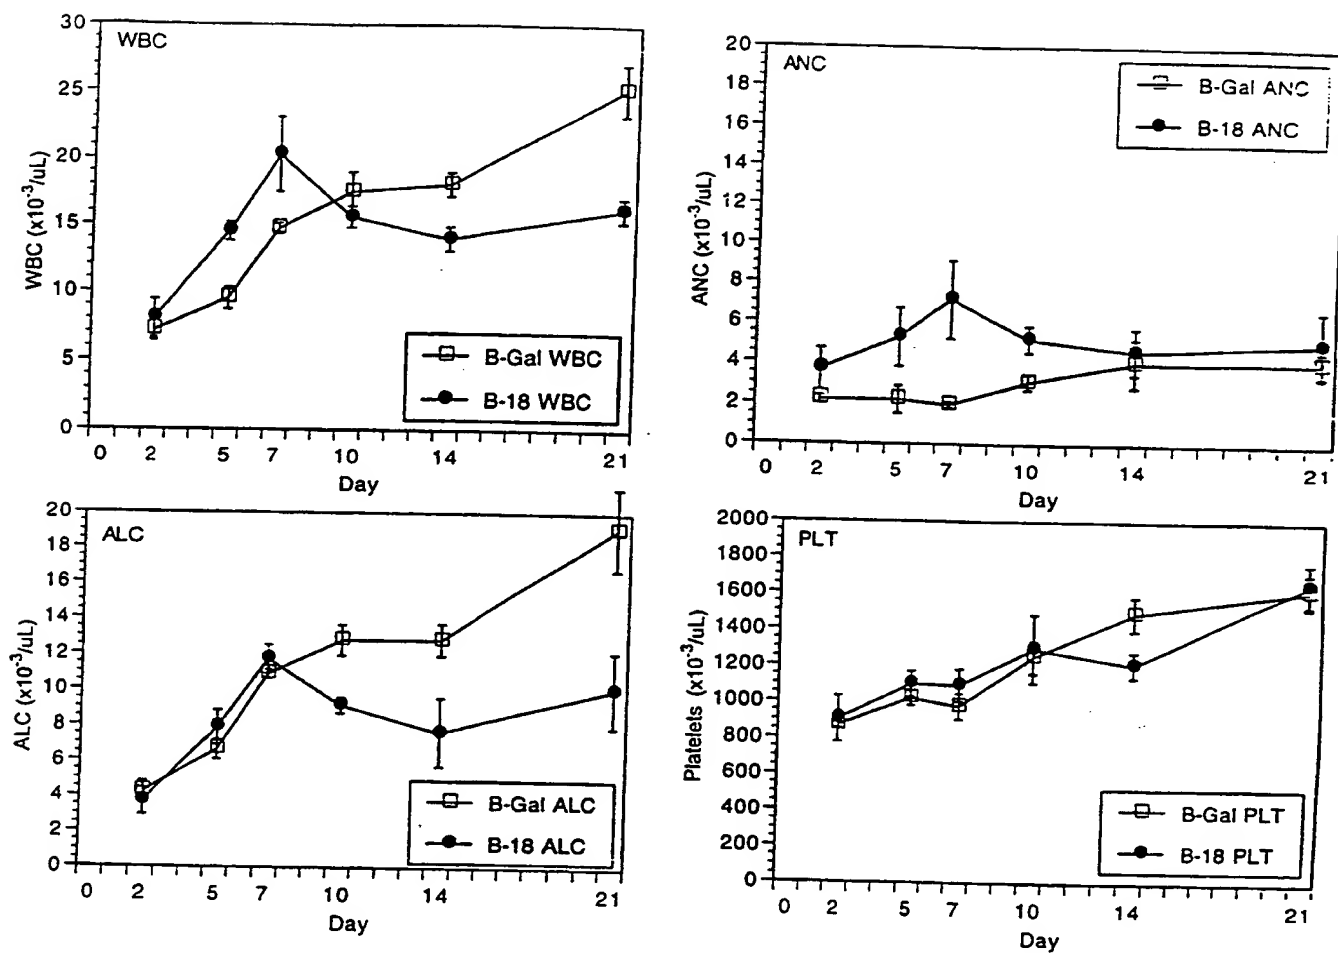 WBC
30
25
20
15
10
5
0
WBC (x10-3/uL)
B-Gal WBC
B-18 WBC
0 2 5 7 10 14 21
Day
ANC
20
18
16
14
12
10
8
6
4
2
0
ANC (x10-3/uL)
B-Gal ANC
B-18 ANC
0 2 5 7 10 14 21
Day
ALC
20
18
16
14
12
10
8
6
4
2
0
ALC (x10-3/uL)
B-Gal ALC
B-18 ALC
0 2 5 7 10 14 21
Day
PLT
2000
1800
1600
1400
1200
1000
800
600
400
200
0
Platelets (x10-3/uL)
B-Gal PLT
B-18 PLT
0 2 5 7 10 14 21
Day